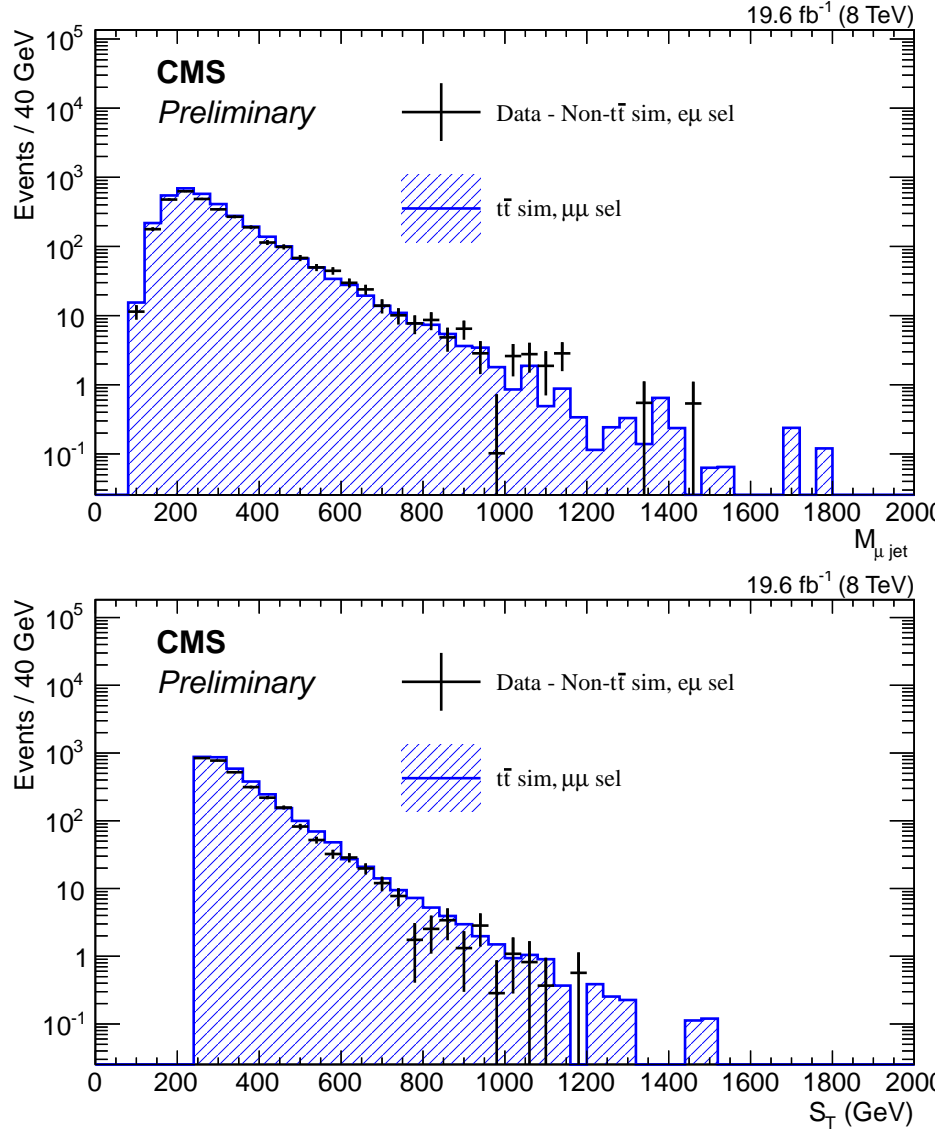 19.6 fb⁻¹ (8 TeV)
Events / 40 GeV
10⁵
10⁴
10³
10²
10
1
10⁻¹
CMS
Preliminary
Data - Non-tt̄ sim, eμ sel
tt̄ sim, μμ sel
0 200 400 600 800 1000 1200 1400 1600 1800 2000
M_μ jet
19.6 fb⁻¹ (8 TeV)
Events / 40 GeV
10⁵
10⁴
10³
10²
10
1
10⁻¹
CMS
Preliminary
Data - Non-tt̄ sim, eμ sel
tt̄ sim, μμ sel
0 200 400 600 800 1000 1200 1400 1600 1800 2000
S_T (GeV)